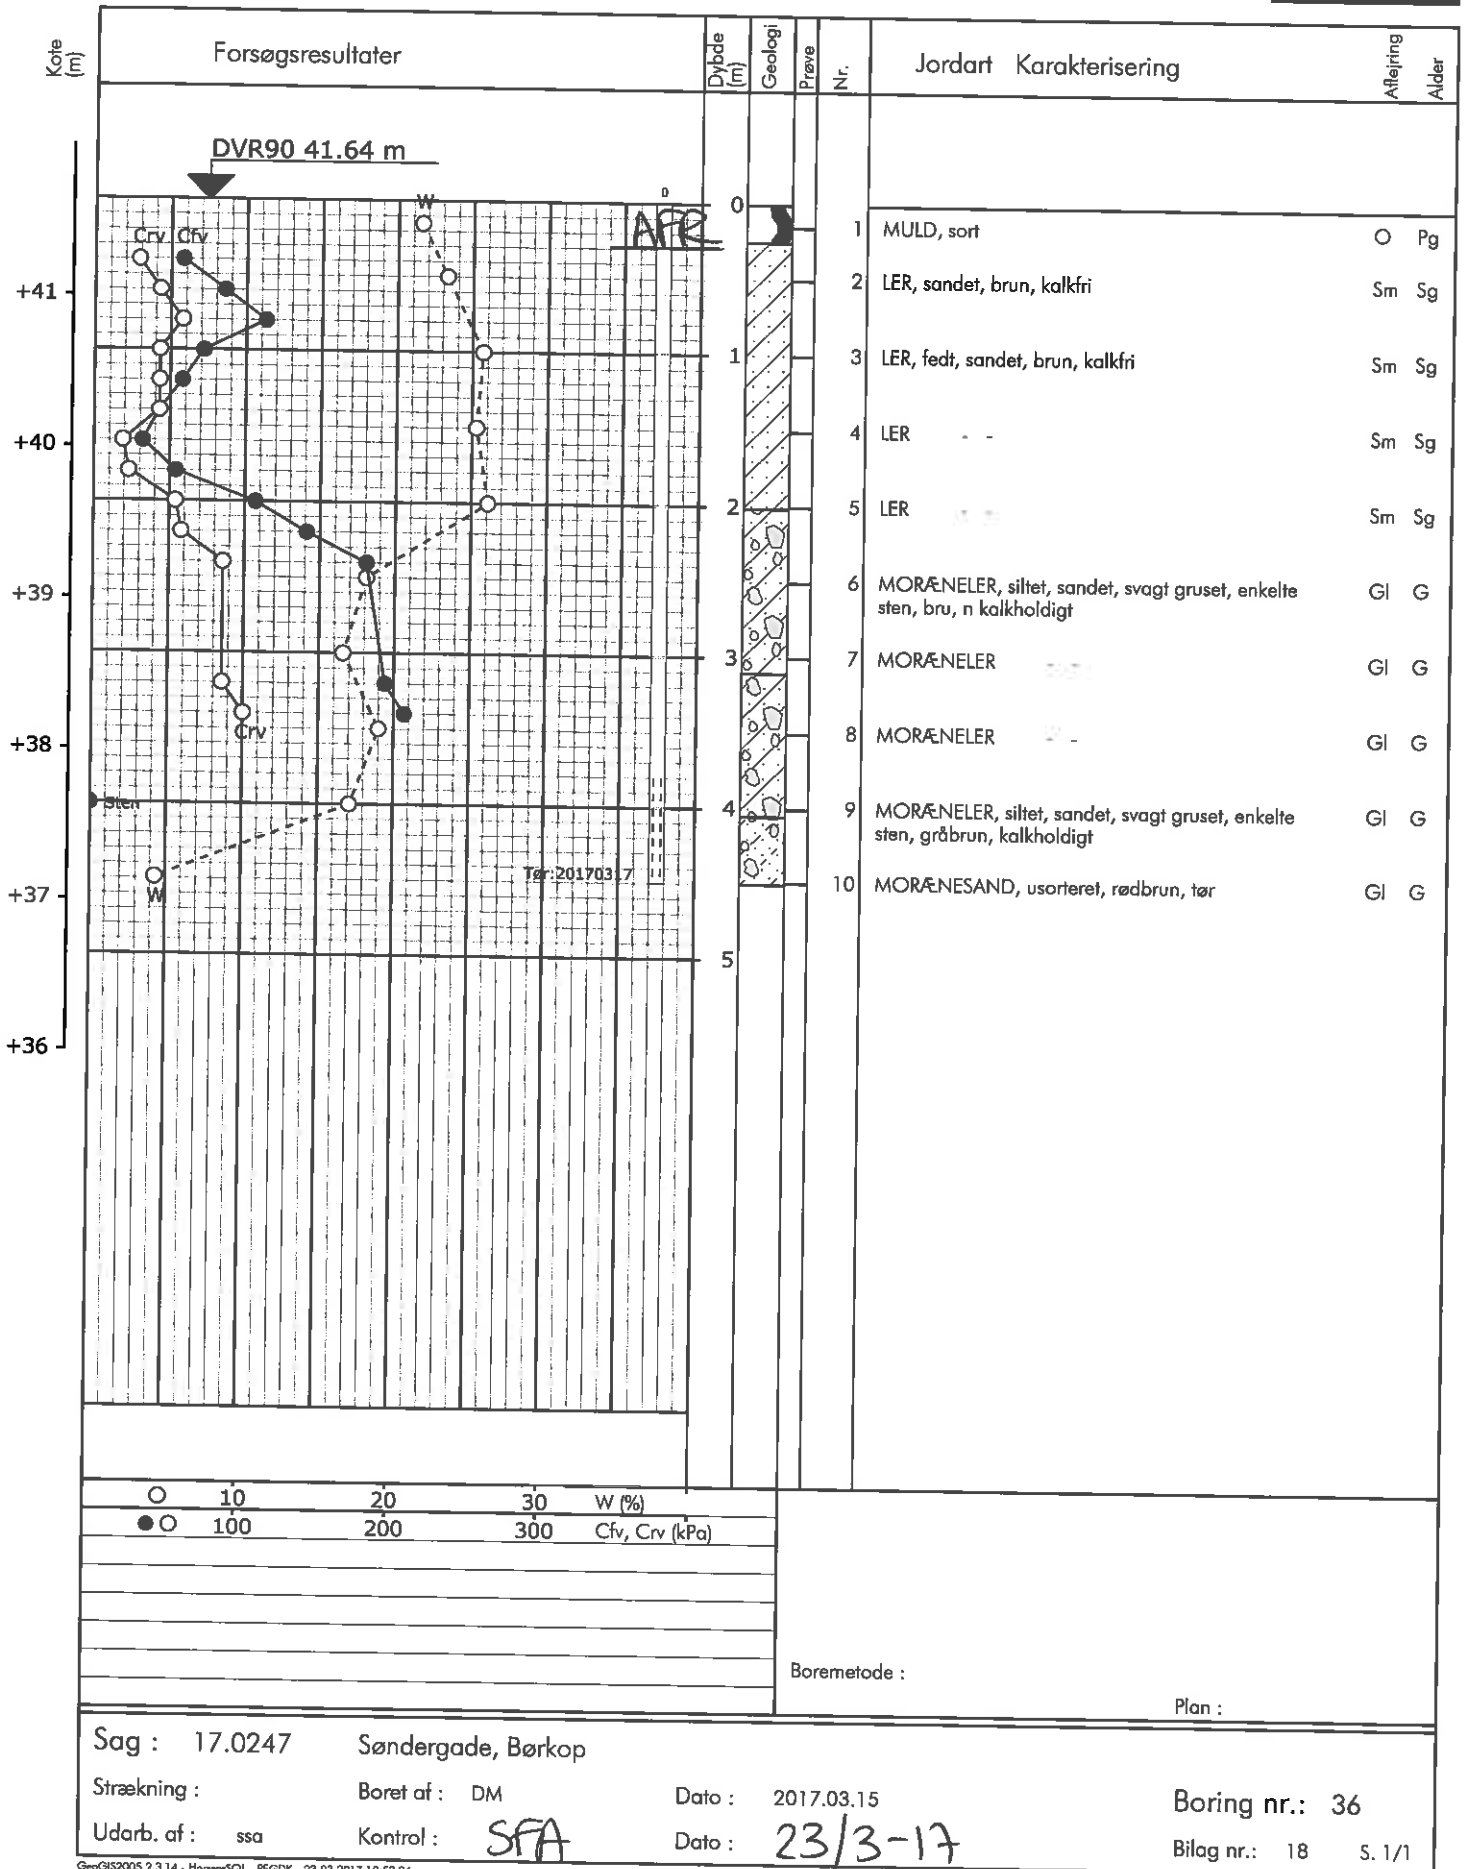 Kote (m)
Forsøgsresultater
Dybde (m)
Geologi
Prøve
Nr.
Jordart Karakterisering
Aflejring
Alder
DVR90 41.64 m
W
D
AFR
0
Crv Cfv
+41
1
+40
2
+39
3
Crv
+38
Sten
4
Tør:20170317
W
+37
5
+36
1 MULD, sort O Pg
2 LER, sandet, brun, kalkfri Sm Sg
3 LER, fedt, sandet, brun, kalkfri Sm Sg
4 LER - - Sm Sg
5 LER Sm Sg
6 MORÆNELER, siltet, sandet, svagt gruset, enkelte Gl G
sten, bru, n kalkholdigt
7 MORÆNELER Gl G
8 MORÆNELER - Gl G
9 MORÆNELER, siltet, sandet, svagt gruset, enkelte Gl G
sten, gråbrun, kalkholdigt
10 MORÆNESAND, usorteret, rødbrun, tør Gl G
10 20 30 W (%)
100 200 300 Cfv, Crv (kPa)
Boremetode :
Plan :
Sag : 17.0247 Søndergade, Børkop
Strækning : Boret af : DM Dato : 2017.03.15 Boring nr.: 36
Udarb. af : ssa Kontrol : SFA Dato : 23/3-17 Bilag nr.: 18 S. 1/1